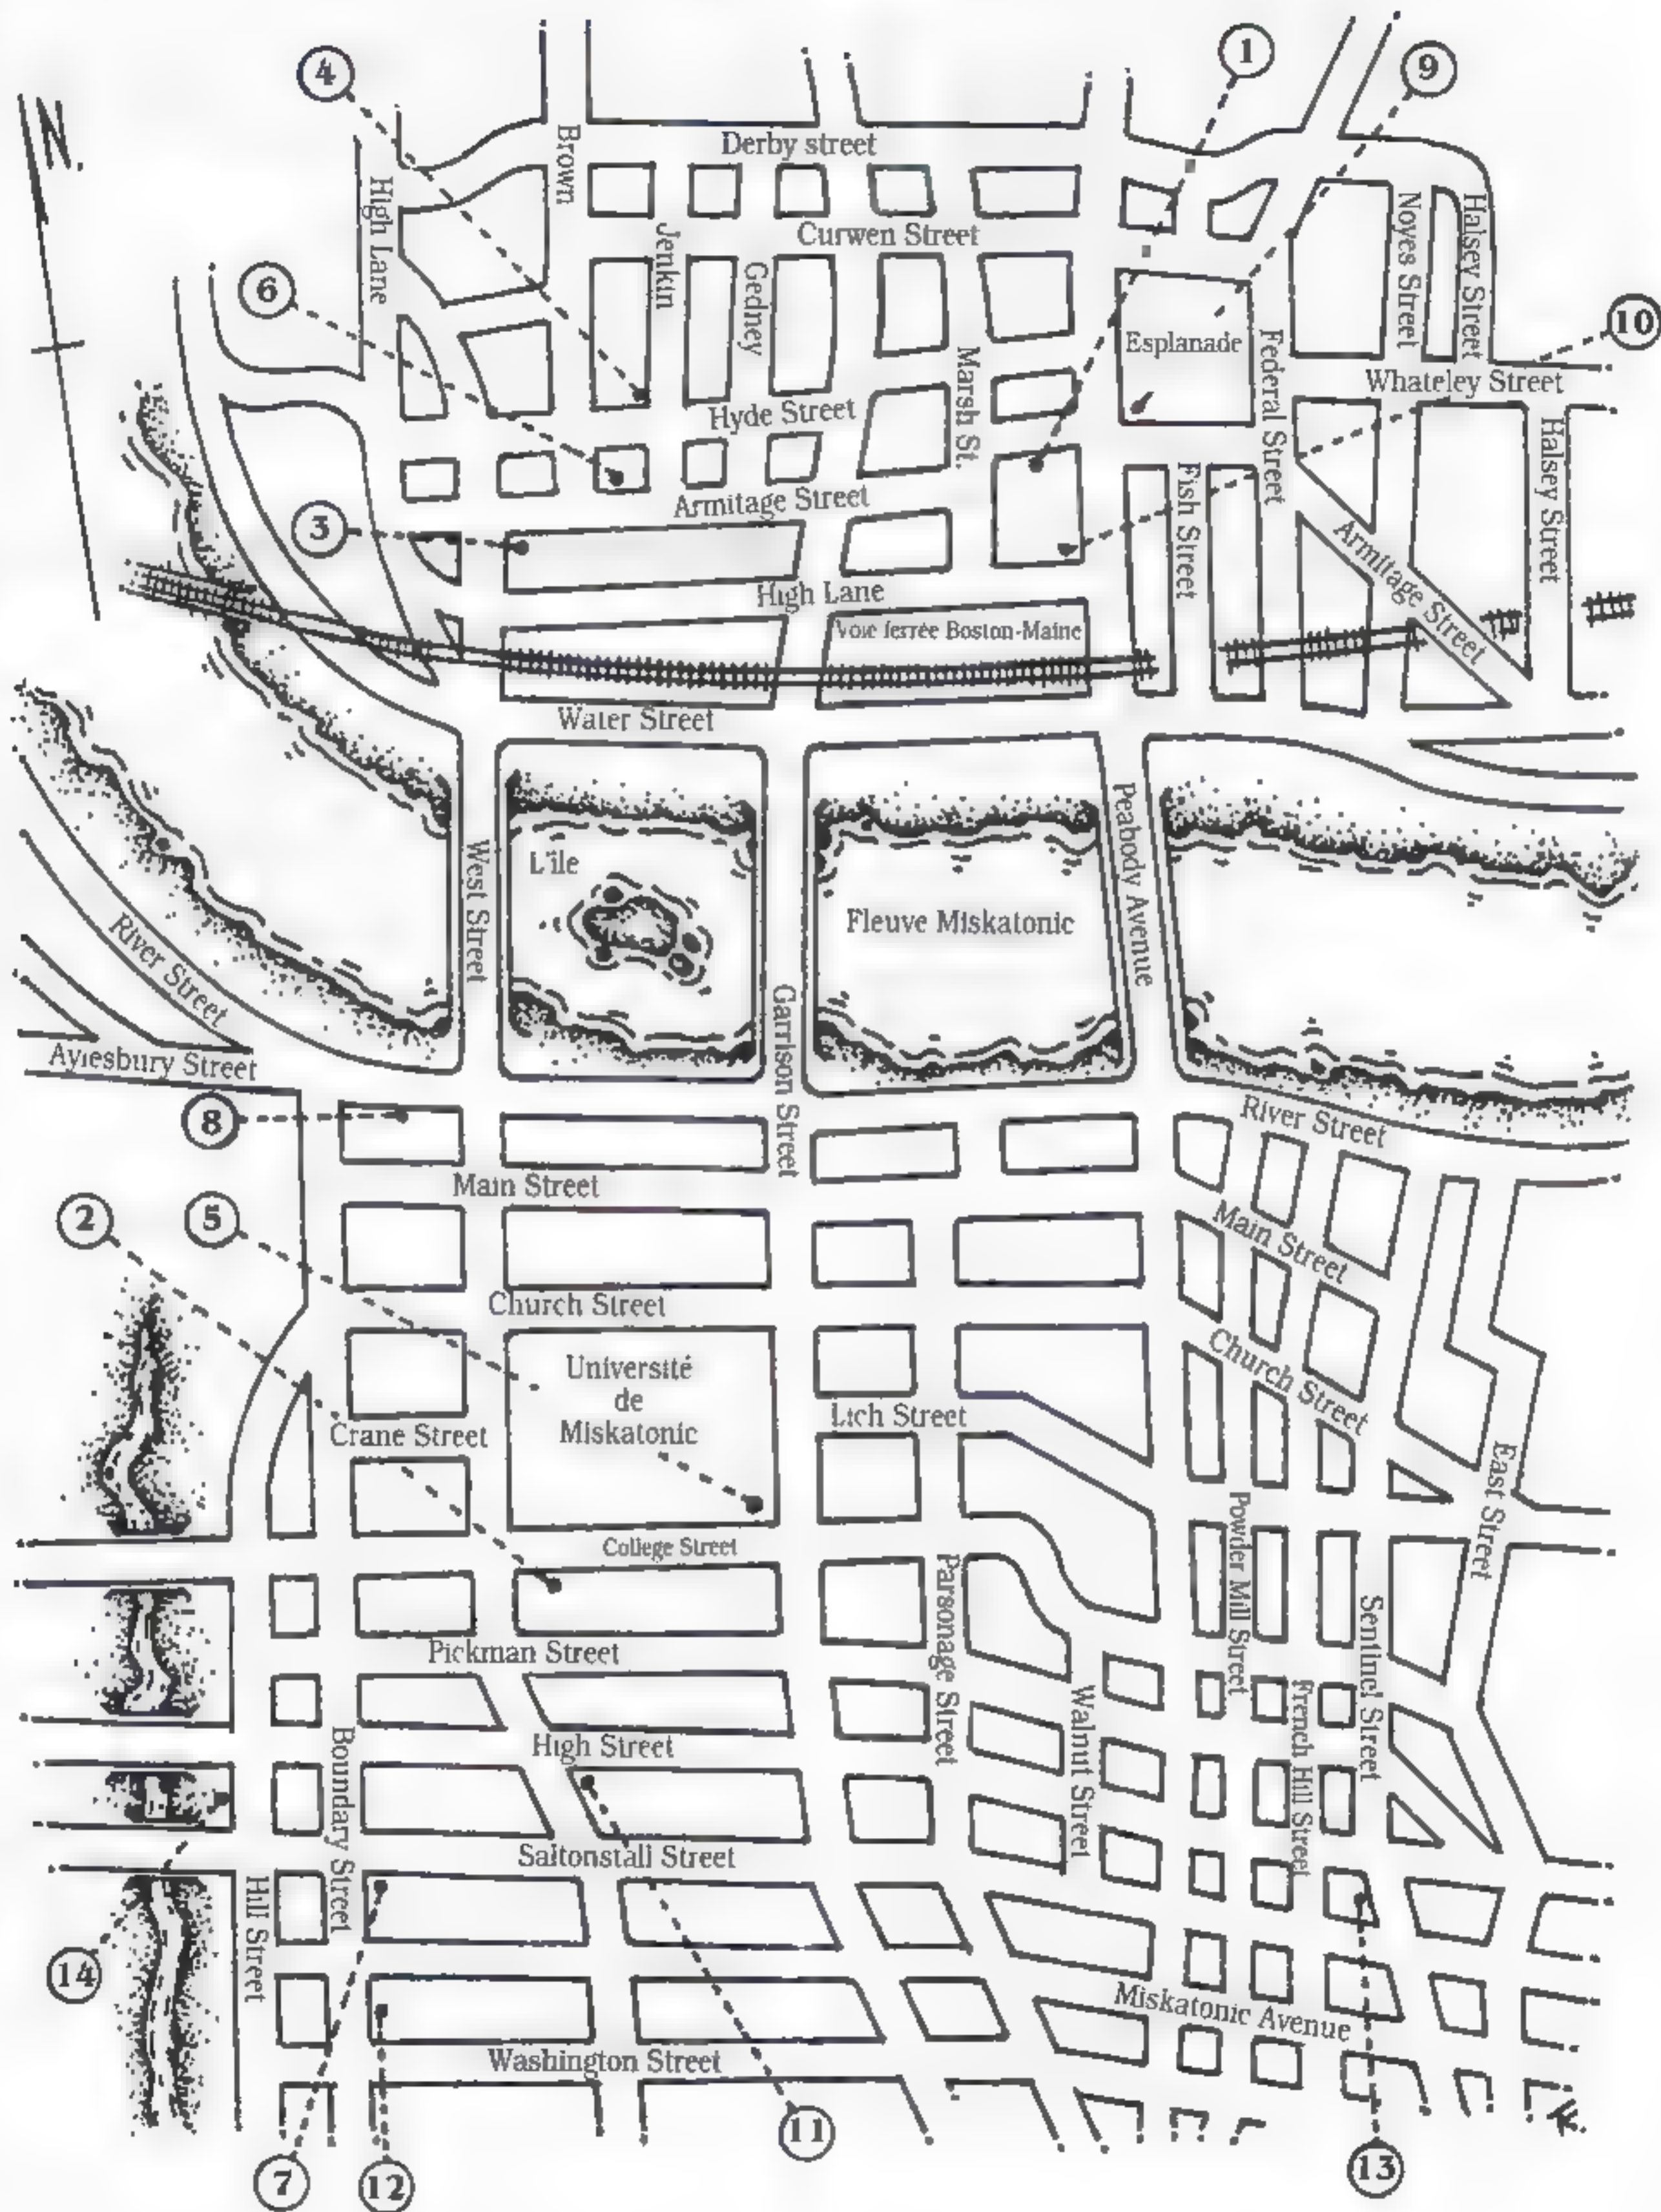 4
1
9
N.
Derby street
Brown
High Lane
Curwen Street
Jenkin
Gedney
Noyes Street
Halsey Street
6
10
Esplanade
Marsh St.
Federal Street
Whateley Street
Hyde Street
Halsey Street
Armitage Street
Fish Street
3
Armitage Street
High Lane
Voie ferrée Boston-Maine
Water Street
Peabody Avenue
West Street
L'île
Fleuve Miskatonic
River Street
Garrison Street
Aylesbury Street
8
River Street
Main Street
2
5
Main Street
Church Street
Université
de
Miskatonic
Church Street
Lich Street
Crane Street
East Street
Powder Mill Street
College Street
Parsonage Street
Sentinel Street
Pickman Street
French Hill Street
Walnut Street
High Street
Boundary Street
Saltonstall Street
Hill Street
14
Miskatonic Avenue
Washington Street
11
7
12
13